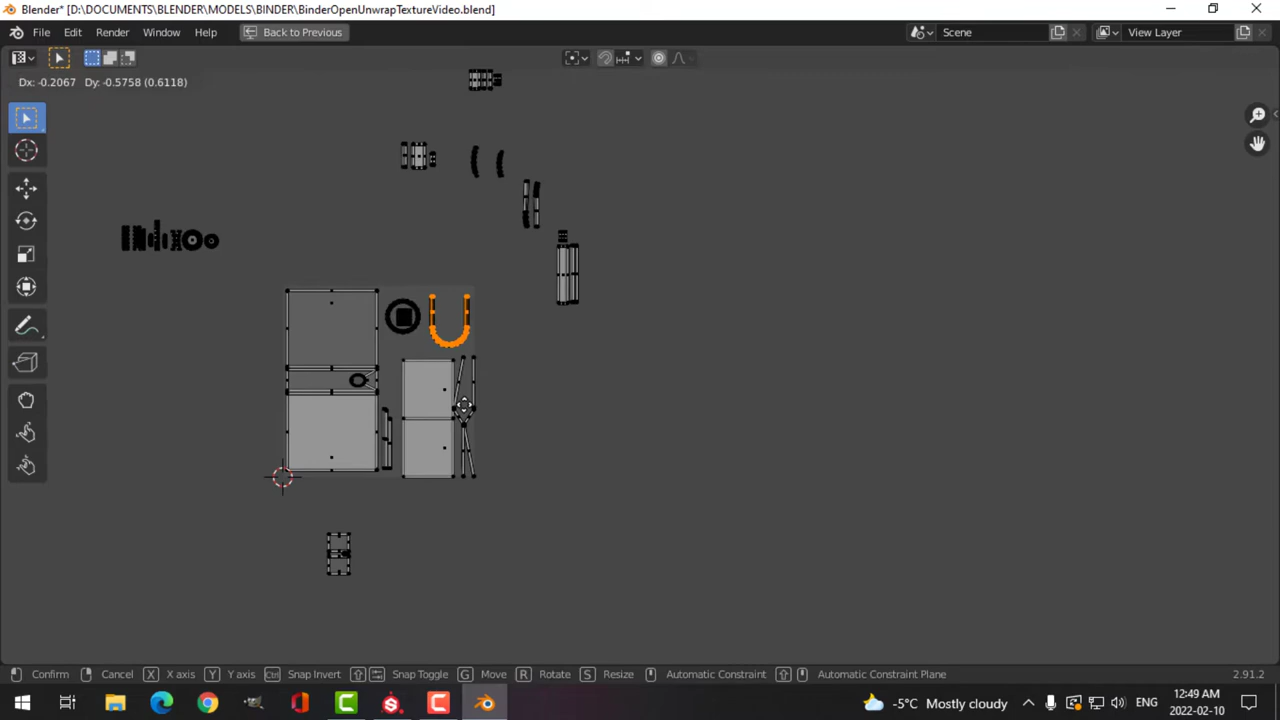 Blender* [D:\DOCUMENTS\BLENDER\MODELS\BINDER\BinderOpenUnwrapTextureVideo.blend]
File Edit Render Window Help Back to Previous Scene View Layer
Dx: -0.2067 Dy: -0.5758 (0.6118)
Confirm Cancel X X axis Y Y axis Ctrl Snap Invert Snap Toggle G Move R Rotate S Resize Automatic Constraint Automatic Constraint Plane 2.91.2
-5°C Mostly cloudy ENG 12:49 AM
2022-02-10